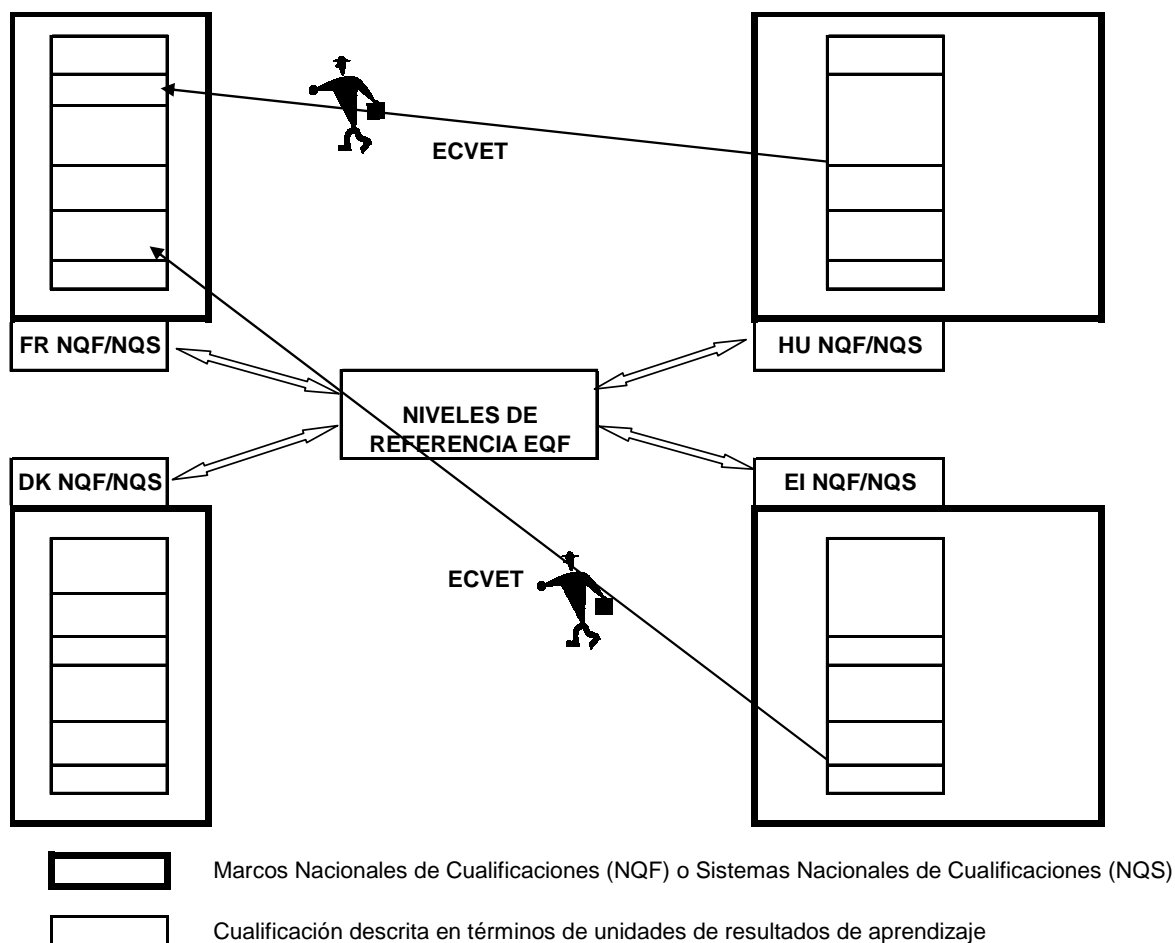 ECVET
FR NQF/NQS
HU NQF/NQS
NIVELES DE
REFERENCIA EQF
DK NQF/NQS
EI NQF/NQS
ECVET
Marcos Nacionales de Cualificaciones (NQF) o Sistemas Nacionales de Cualificaciones (NQS)
Cualificación descrita en términos de unidades de resultados de aprendizaje